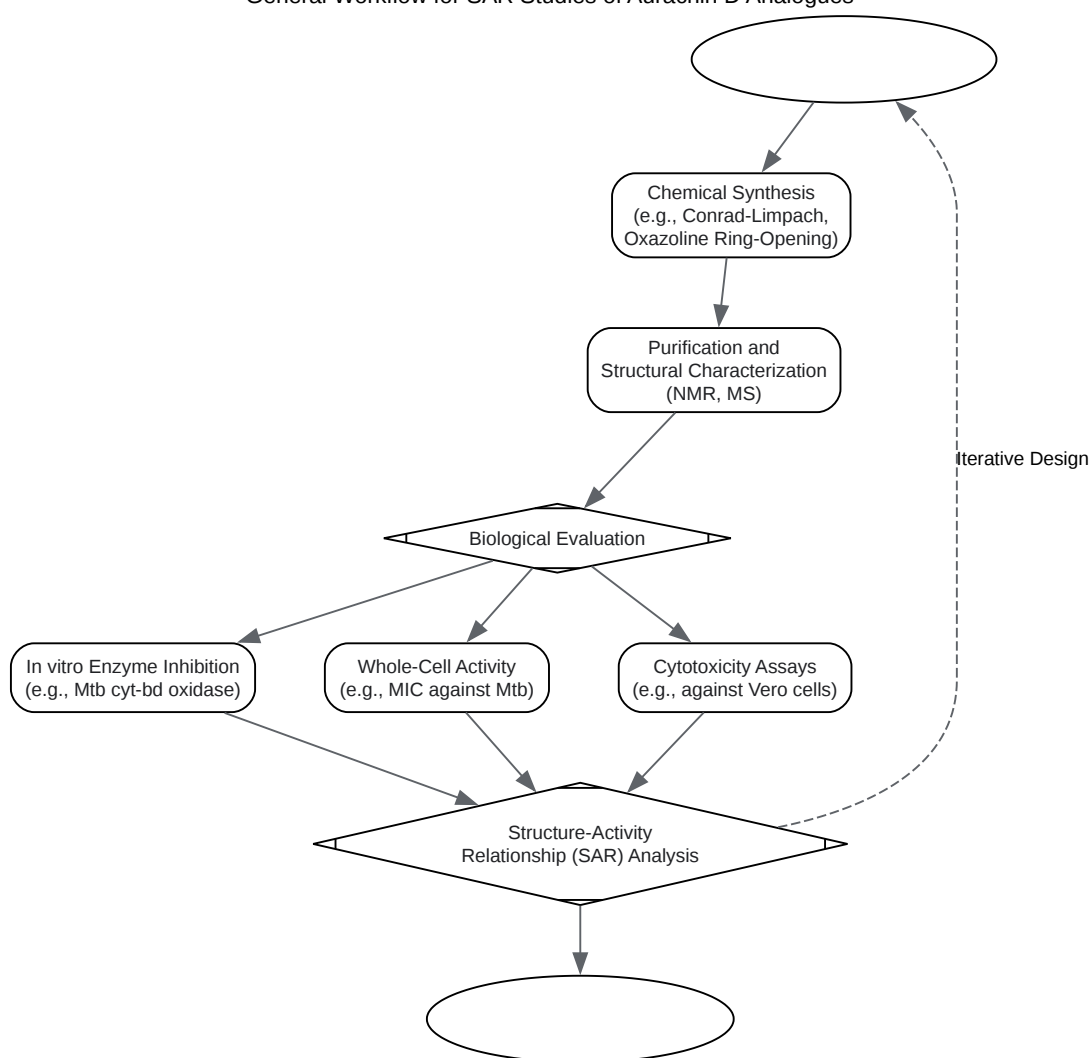 General Workflow for SAR Studies of Aurachin D Analogues
Chemical Synthesis
(e.g., Conrad-Limpach,
Oxazoline Ring-Opening)
Purification and
Structural Characterization
(NMR, MS)
Iterative Design
Biological Evaluation
In vitro Enzyme Inhibition
(e.g., Mtb cyt-bd oxidase)
Whole-Cell Activity
(e.g., MIC against Mtb)
Cytotoxicity Assays
(e.g., against Vero cells)
Structure-Activity
Relationship (SAR) Analysis